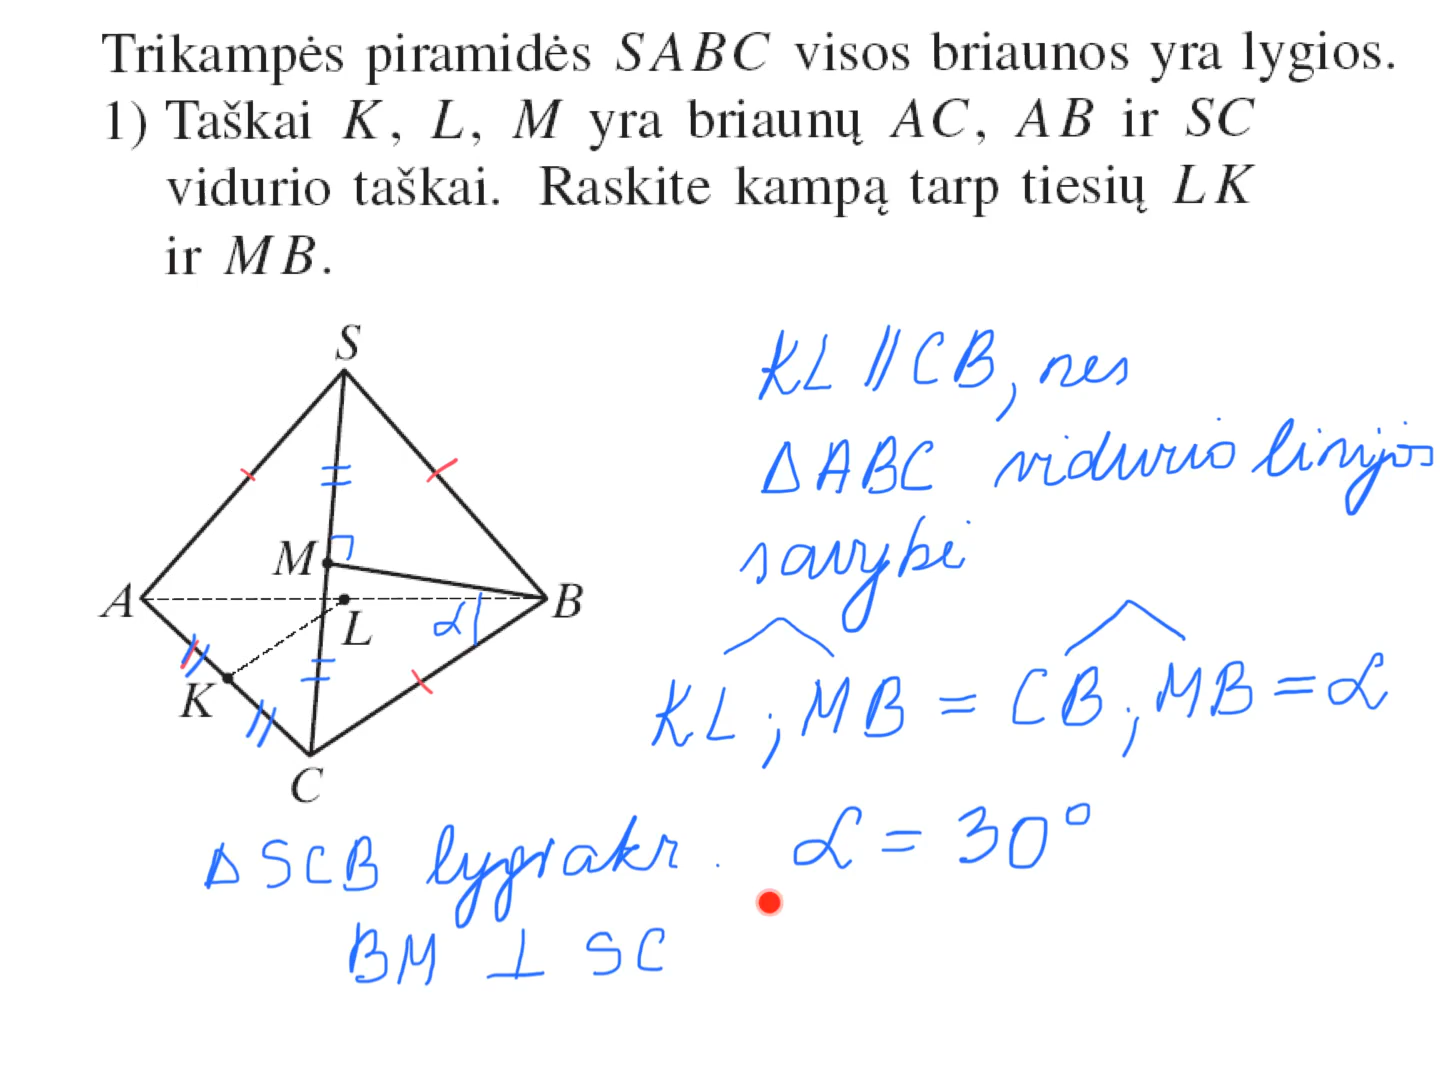 Trikampės piramidės SABC visos briaunos yra lygios.
1) Taškai K, L, M yra briaunų AC, AB ir SC
vidurio taškai. Raskite kampą tarp tiesių LK
ir MB.
S
KL // CB, nes
ΔABC vidurio linijos
savybė
M
A
L
α
B
K
KL ; MB = CB ; MB = α
C
ΔSCB lygiakr. α = 30°
BM ⊥ SC